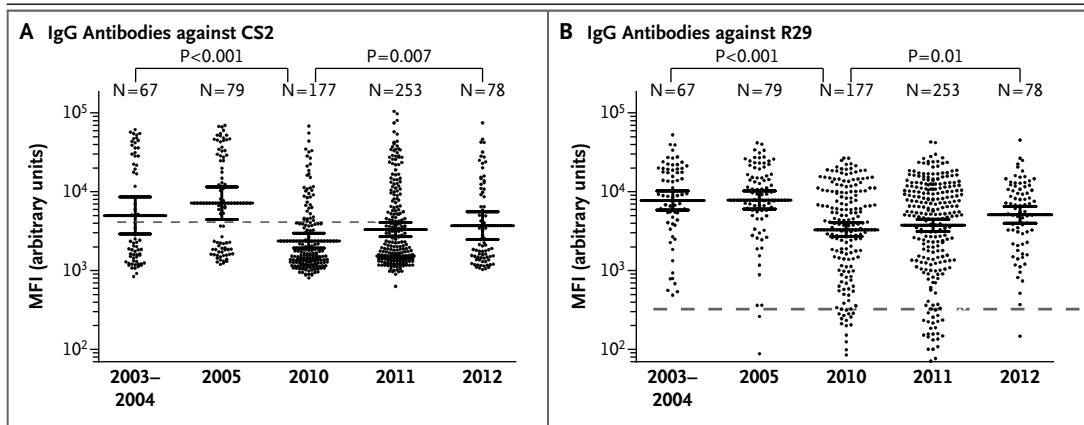 A IgG Antibodies against CS2
P<0.001 P=0.007
N=67 N=79 N=177 N=253 N=78
MFI (arbitrary units)
10⁵
10⁴
10³
10²
2003–
2004 2005 2010 2011 2012
B IgG Antibodies against R29
P<0.001 P=0.01
N=67 N=79 N=177 N=253 N=78
MFI (arbitrary units)
10⁵
10⁴
10³
10²
2003–
2004 2005 2010 2011 2012